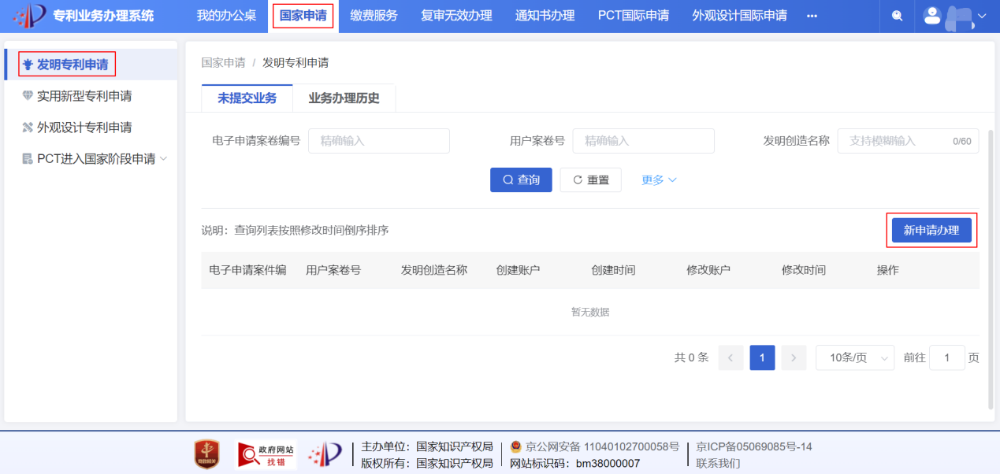 专利业务办理系统 我的办公桌 国家申请 缴费服务 复审无效办理 通知书办理 PCT国际申请 外观设计国际申请 ···
发明专利申请
实用新型专利申请
外观设计专利申请
PCT进入国家阶段申请
国家申请 / 发明专利申请
未提交业务 业务办理历史
电子申请案卷编号 精确输入 用户案卷号 精确输入 发明创造名称 支持模糊输入 0/60
查询 重置 更多
说明：查询列表按照修改时间倒序排序 新申请办理
电子申请案件编 用户案卷号 发明创造名称 创建账户 创建时间 修改账户 修改时间 操作
暂无数据
共 0 条 < 1 > 10条/页 前往 1 页
政府网站
找错
主办单位：国家知识产权局 京公网安备 11040102700058号 京ICP备05069085号-14
版权所有：国家知识产权局 网站标识码：bm38000007 联系我们